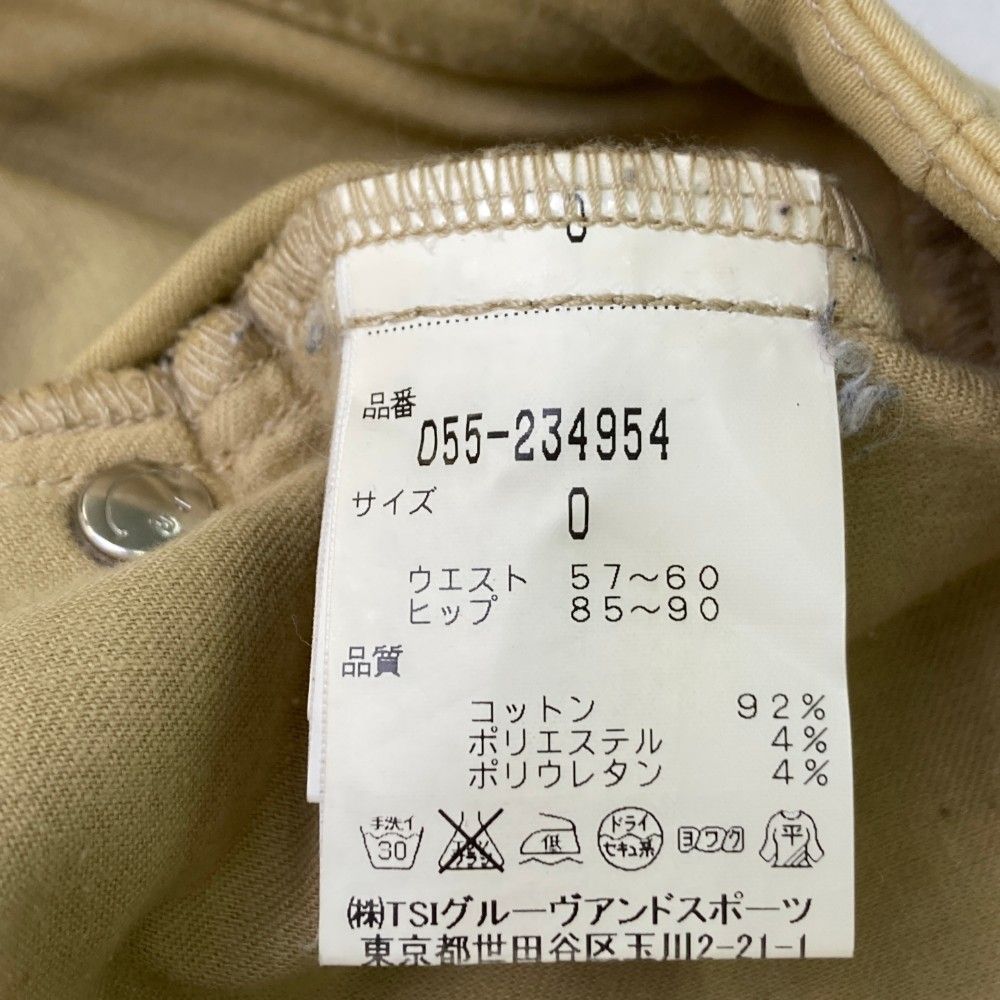 0
品番
055-234954
サイズ
0
ウエスト 57～60
ヒップ 85～90
品質
コットン 92%
ポリエステル 4%
ポリウレタン 4%
手洗イ 30 低 ドライ セキユ系 ヨワク 平
㈱TSIグルーヴアンドスポーツ
東京都世田谷区玉川2-21-1